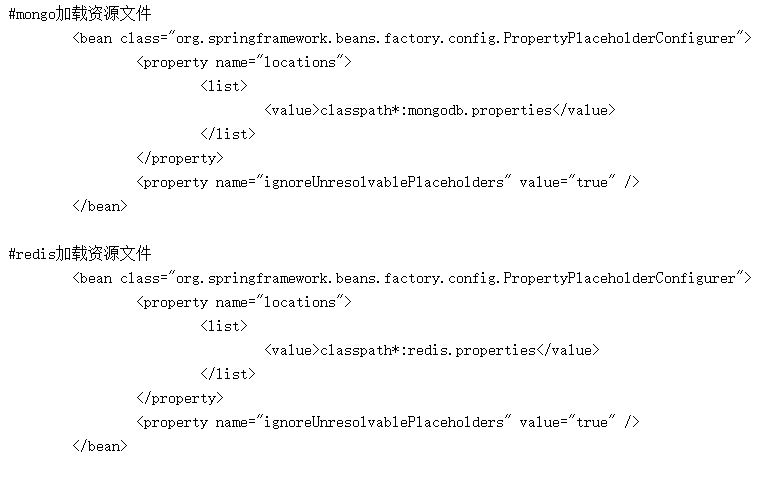 #mongo加载资源文件
<bean class="org.springframework.beans.factory.config.PropertyPlaceholderConfigurer">
<property name="locations">
<list>
<value>classpath*:mongodb.properties</value>
</list>
</property>
<property name="ignoreUnresolvablePlaceholders" value="true" />
</bean>
#redis加载资源文件
<bean class="org.springframework.beans.factory.config.PropertyPlaceholderConfigurer">
<property name="locations">
<list>
<value>classpath*:redis.properties</value>
</list>
</property>
<property name="ignoreUnresolvablePlaceholders" value="true" />
</bean>